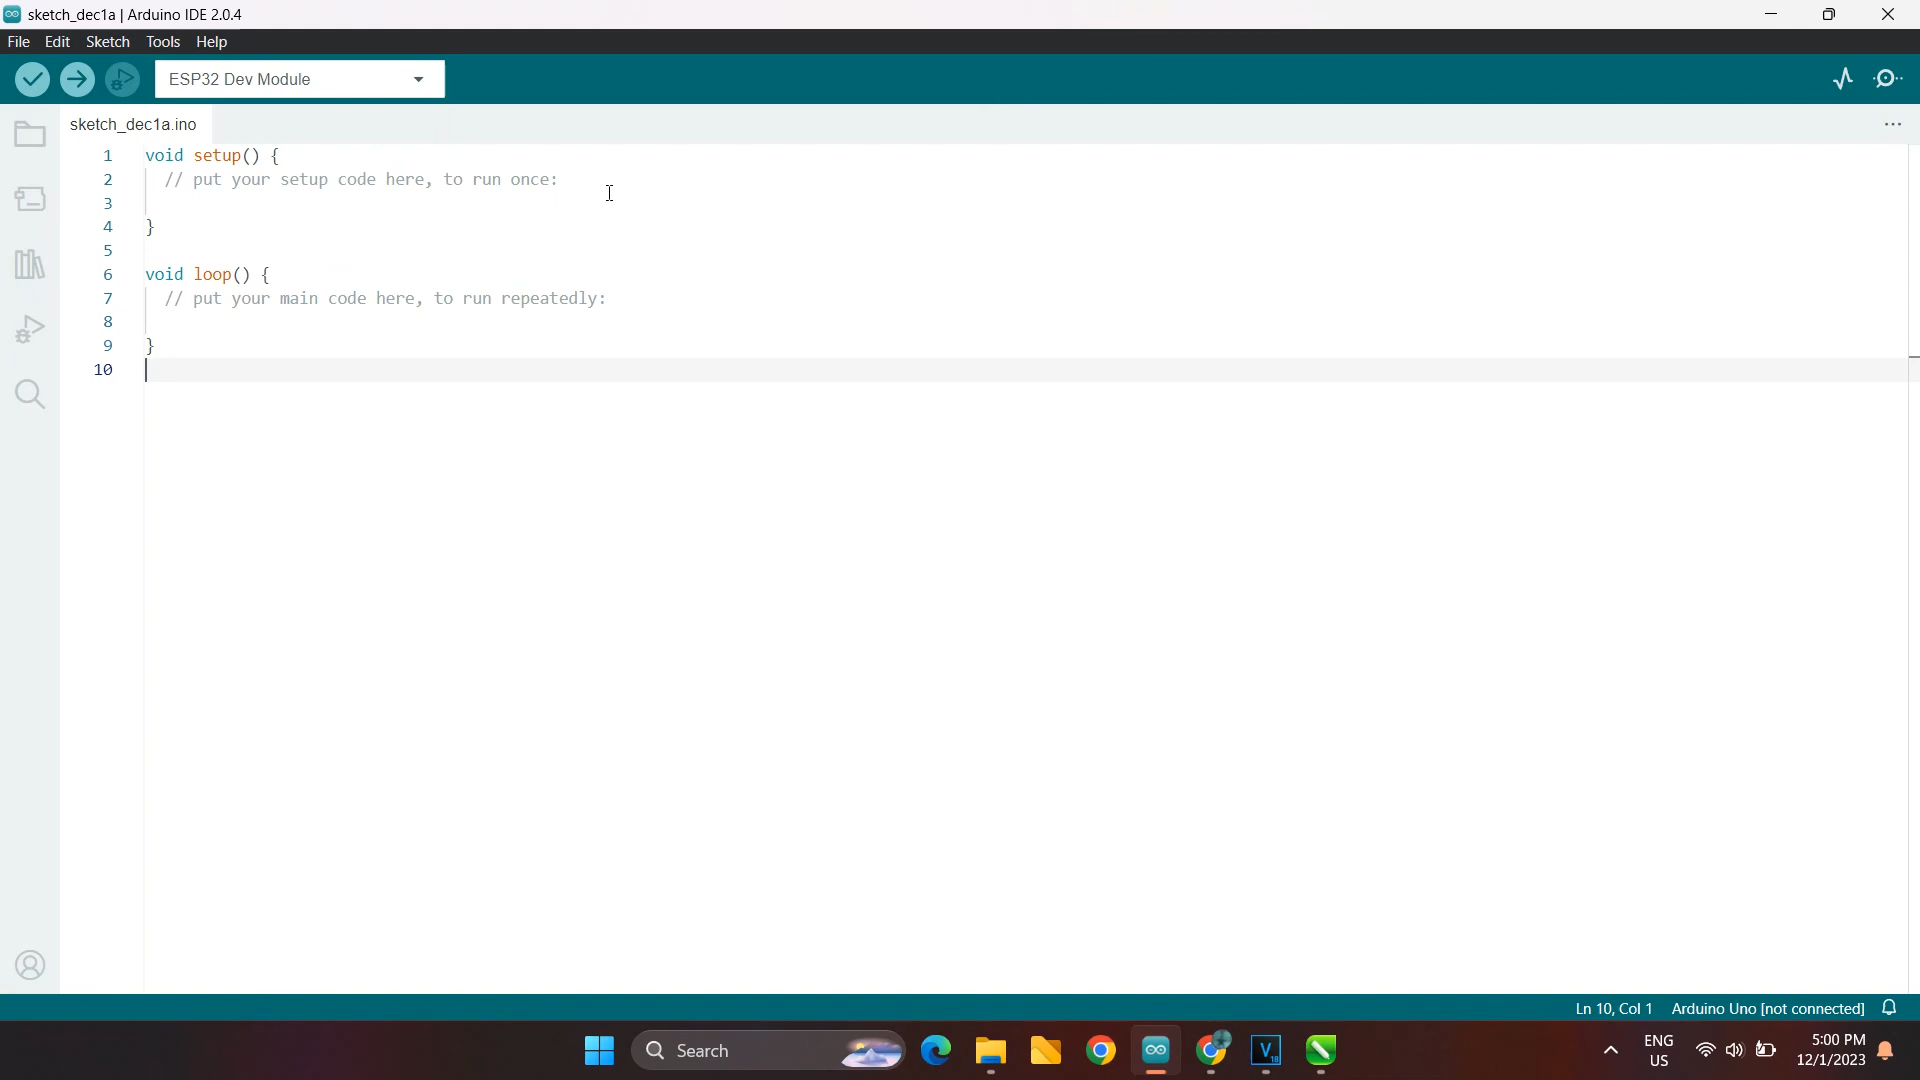 sketch_dec1a | Arduino IDE 2.0.4
File Edit Sketch Tools Help
ESP32 Dev Module
sketch_dec1a.ino
1 void setup() {
2 // put your setup code here, to run once:
3
4 }
5
6 void loop() {
7 // put your main code here, to run repeatedly:
8
9 }
10
Ln 10, Col 1 Arduino Uno [not connected]
Search
ENG
US
5:00 PM
12/1/2023